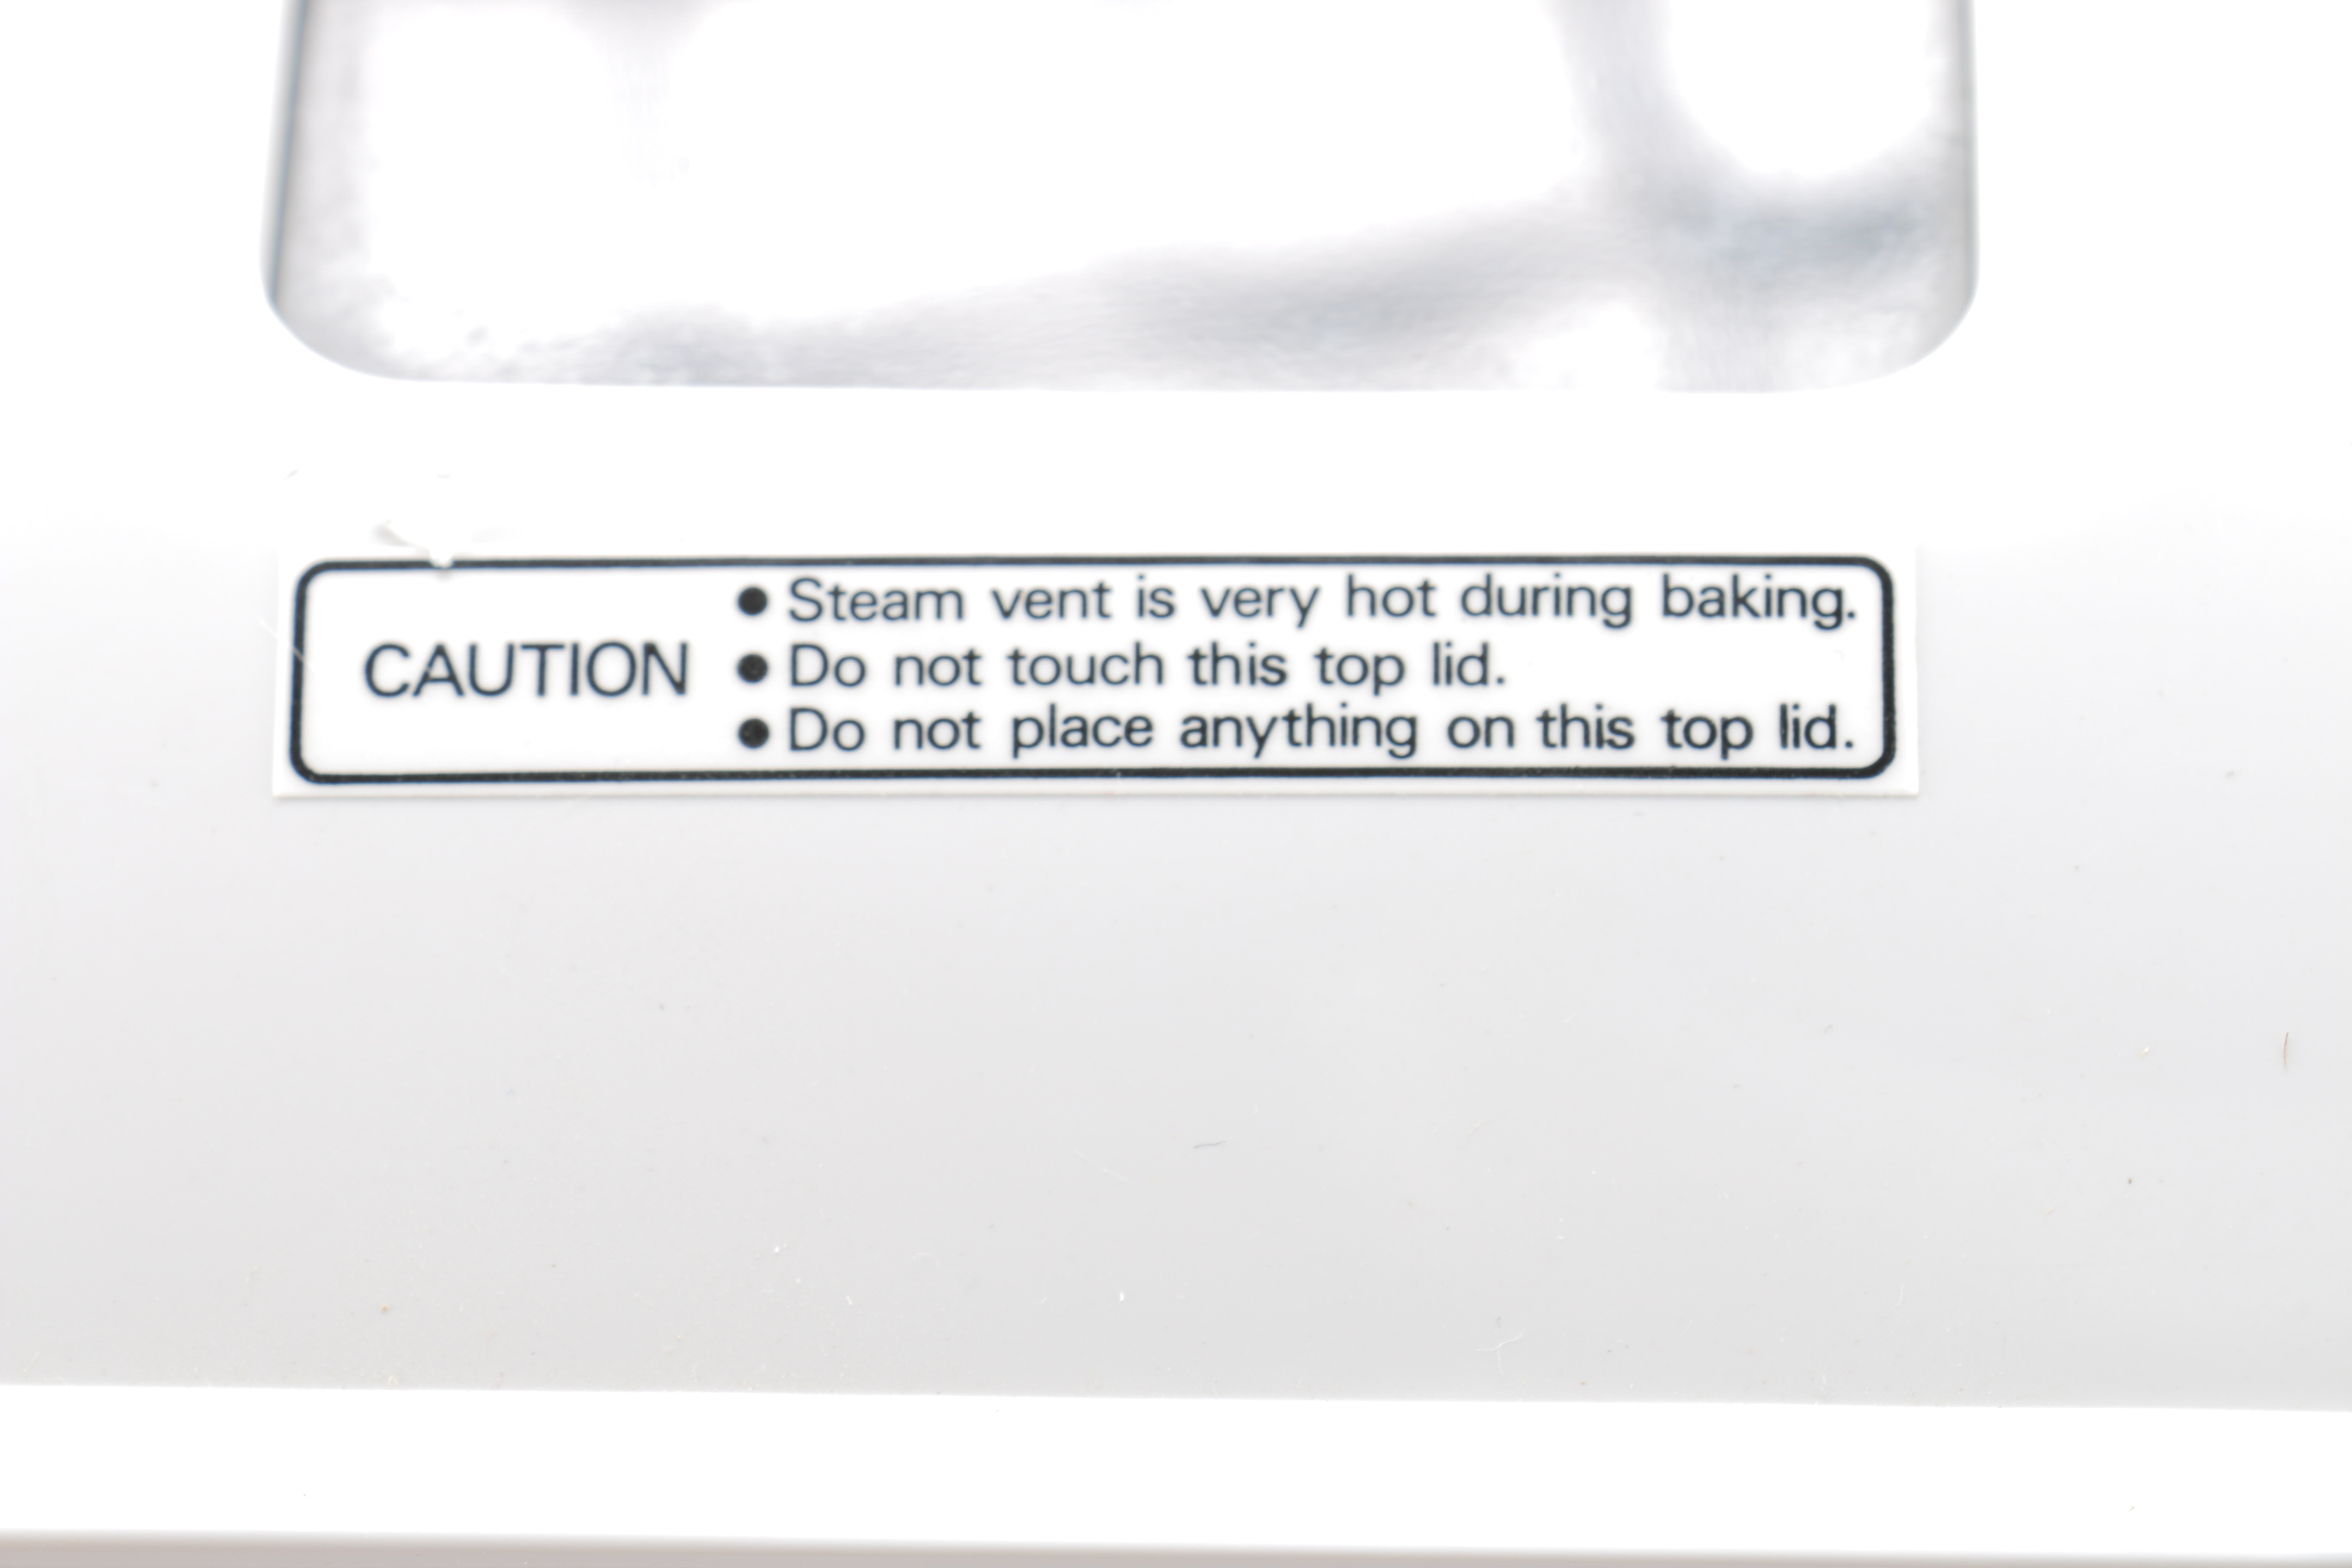 CAUTION
● Steam vent is very hot during baking.
● Do not touch this top lid.
● Do not place anything on this top lid.